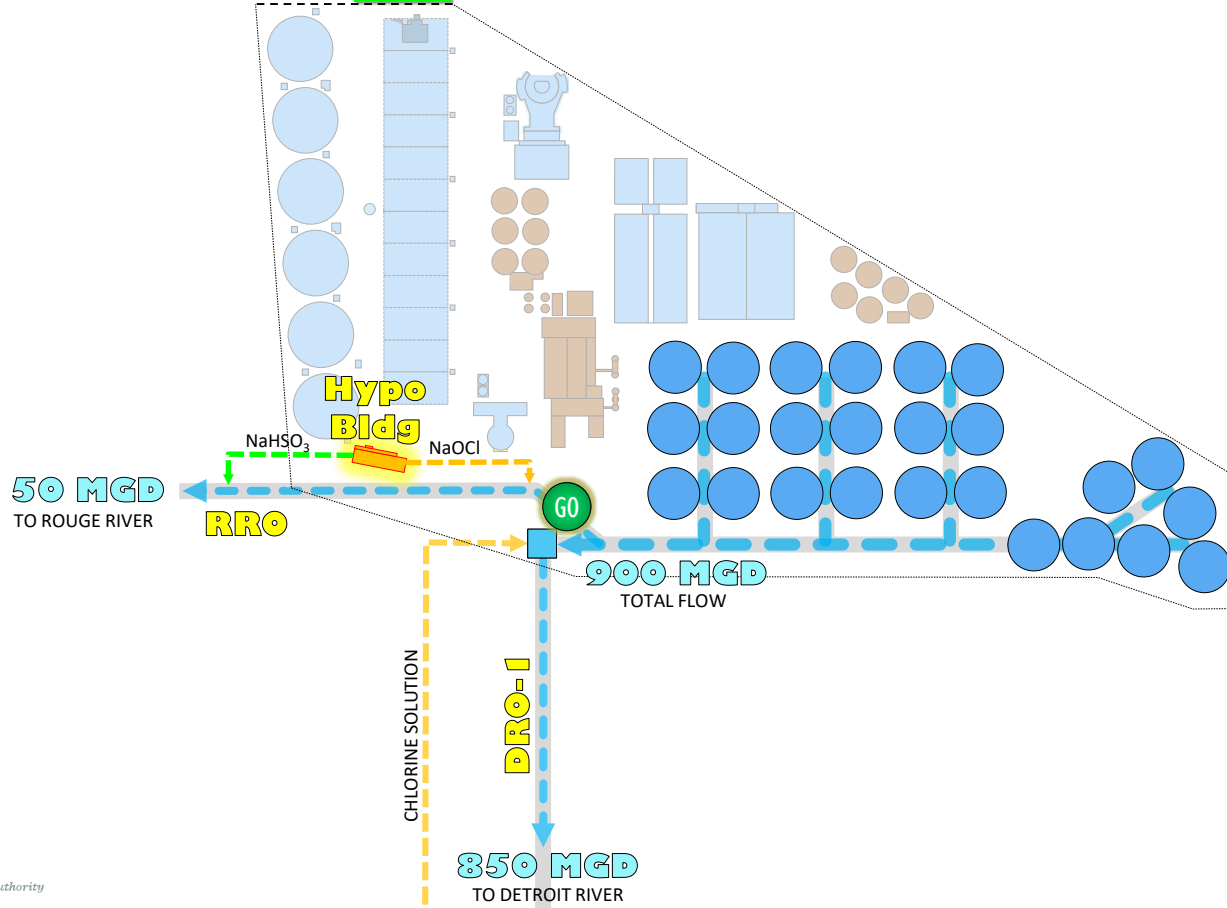 Hypo
Bldg
NaHSO3
NaOCl
50 MGD
TO ROUGE RIVER
RRO
GO
900 MGD
TOTAL FLOW
CHLORINE SOLUTION
DRO-1
850 MGD
TO DETROIT RIVER
uthority